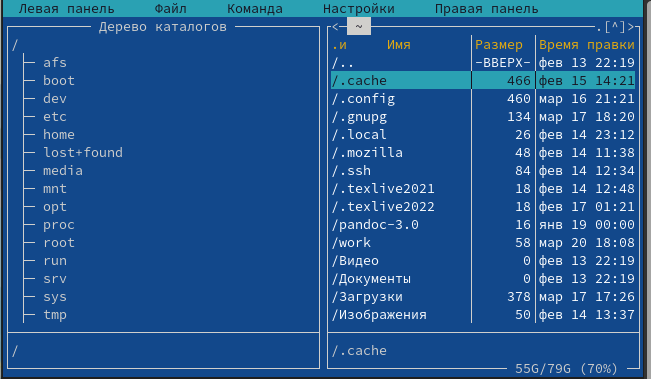 Левая панель Файл Команда Настройки Правая панель
Дерево каталогов
/
afs
boot
dev
etc
home
lost+found
media
mnt
opt
proc
root
run
srv
sys
tmp
/
<- ~ .[^]>
.и Имя Размер Время правки
/.. -ВВЕРХ- фев 13 22:19
/.cache 466 фев 15 14:21
/.config 460 мар 16 21:21
/.gnupg 134 мар 17 18:20
/.local 26 фев 14 23:12
/.mozilla 48 фев 14 11:38
/.ssh 84 фев 14 12:34
/.texlive2021 18 фев 14 12:48
/.texlive2022 18 фев 17 01:21
/pandoc-3.0 16 янв 19 00:00
/work 58 мар 20 18:08
/Видео 0 фев 13 22:19
/Документы 0 фев 13 22:19
/Загрузки 378 мар 17 17:26
/Изображения 50 фев 14 13:37
/.cache
55G/79G (70%)